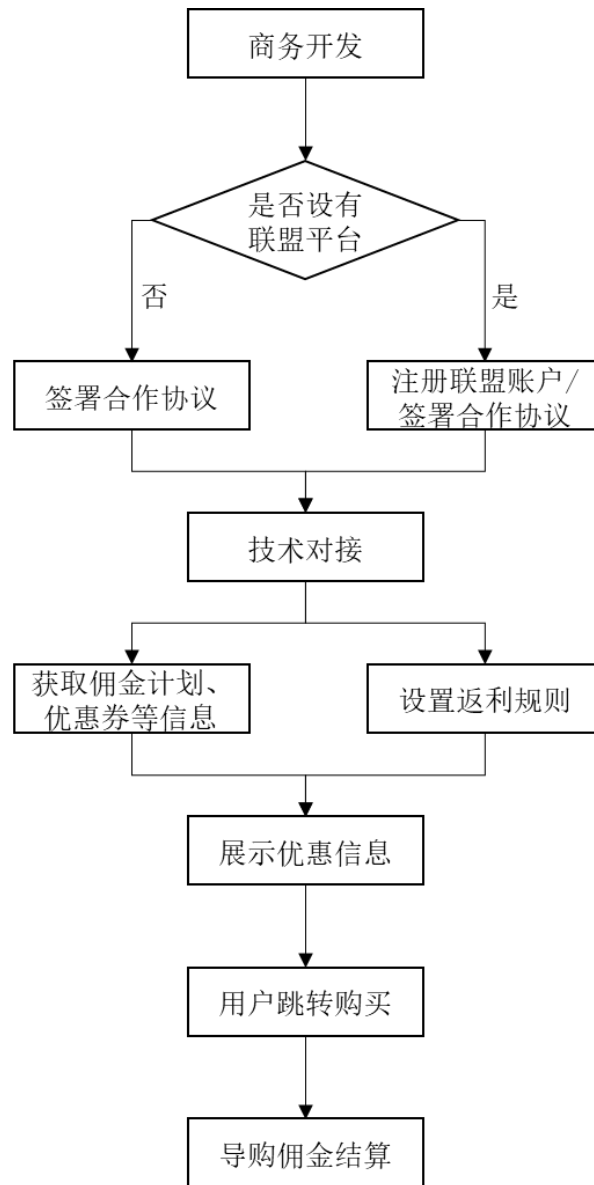 商务开发
是否设有
联盟平台
否
是
签署合作协议
注册联盟账户/
签署合作协议
技术对接
获取佣金计划、
优惠券等信息
设置返利规则
展示优惠信息
用户跳转购买
导购佣金结算